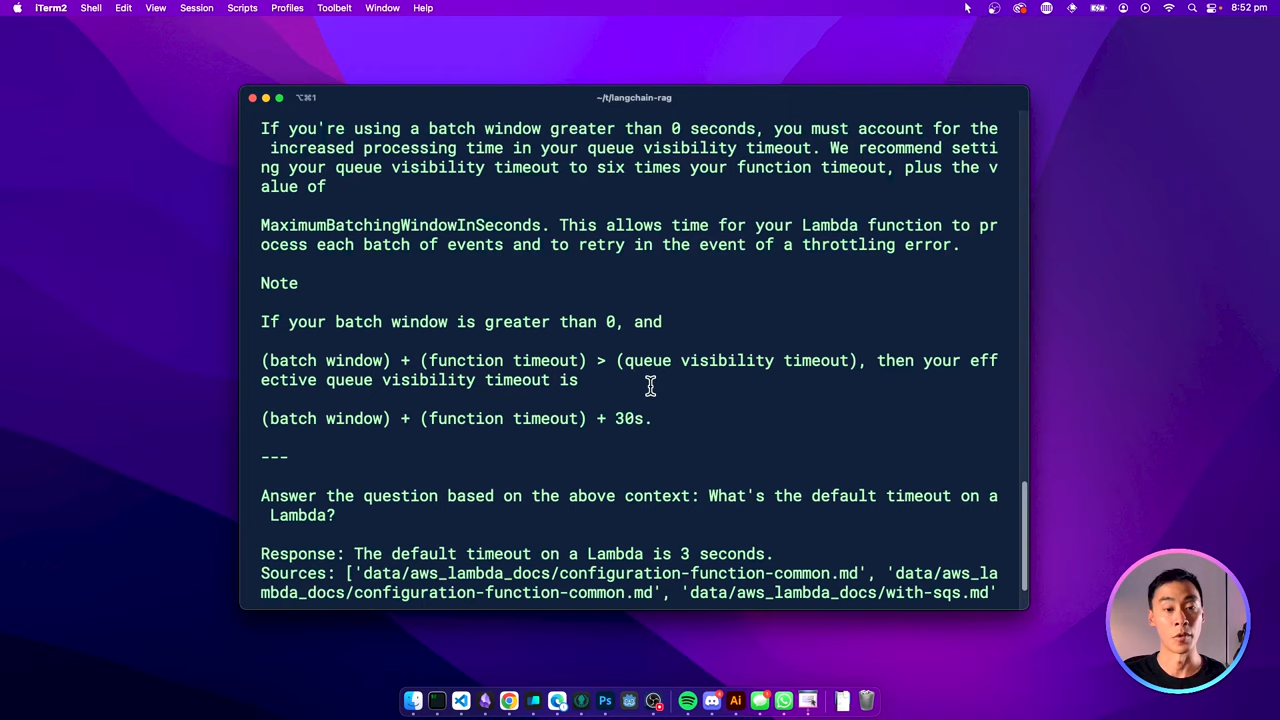 iTerm2 Shell Edit View Session Scripts Profiles Toolbelt Window Help 8:52 pm
⌥⌘1 ~/t/langchain-rag
If you're using a batch window greater than 0 seconds, you must account for the
increased processing time in your queue visibility timeout. We recommend setti
ng your queue visibility timeout to six times your function timeout, plus the v
alue of
MaximumBatchingWindowInSeconds. This allows time for your Lambda function to pr
ocess each batch of events and to retry in the event of a throttling error.
Note
If your batch window is greater than 0, and
(batch window) + (function timeout) > (queue visibility timeout), then your eff
ective queue visibility timeout is
(batch window) + (function timeout) + 30s.
---
Answer the question based on the above context: What's the default timeout on a
Lambda?
Response: The default timeout on a Lambda is 3 seconds.
Sources: ['data/aws_lambda_docs/configuration-function-common.md', 'data/aws_la
mbda_docs/configuration-function-common.md', 'data/aws_lambda_docs/with-sqs.md'
Ps Ai